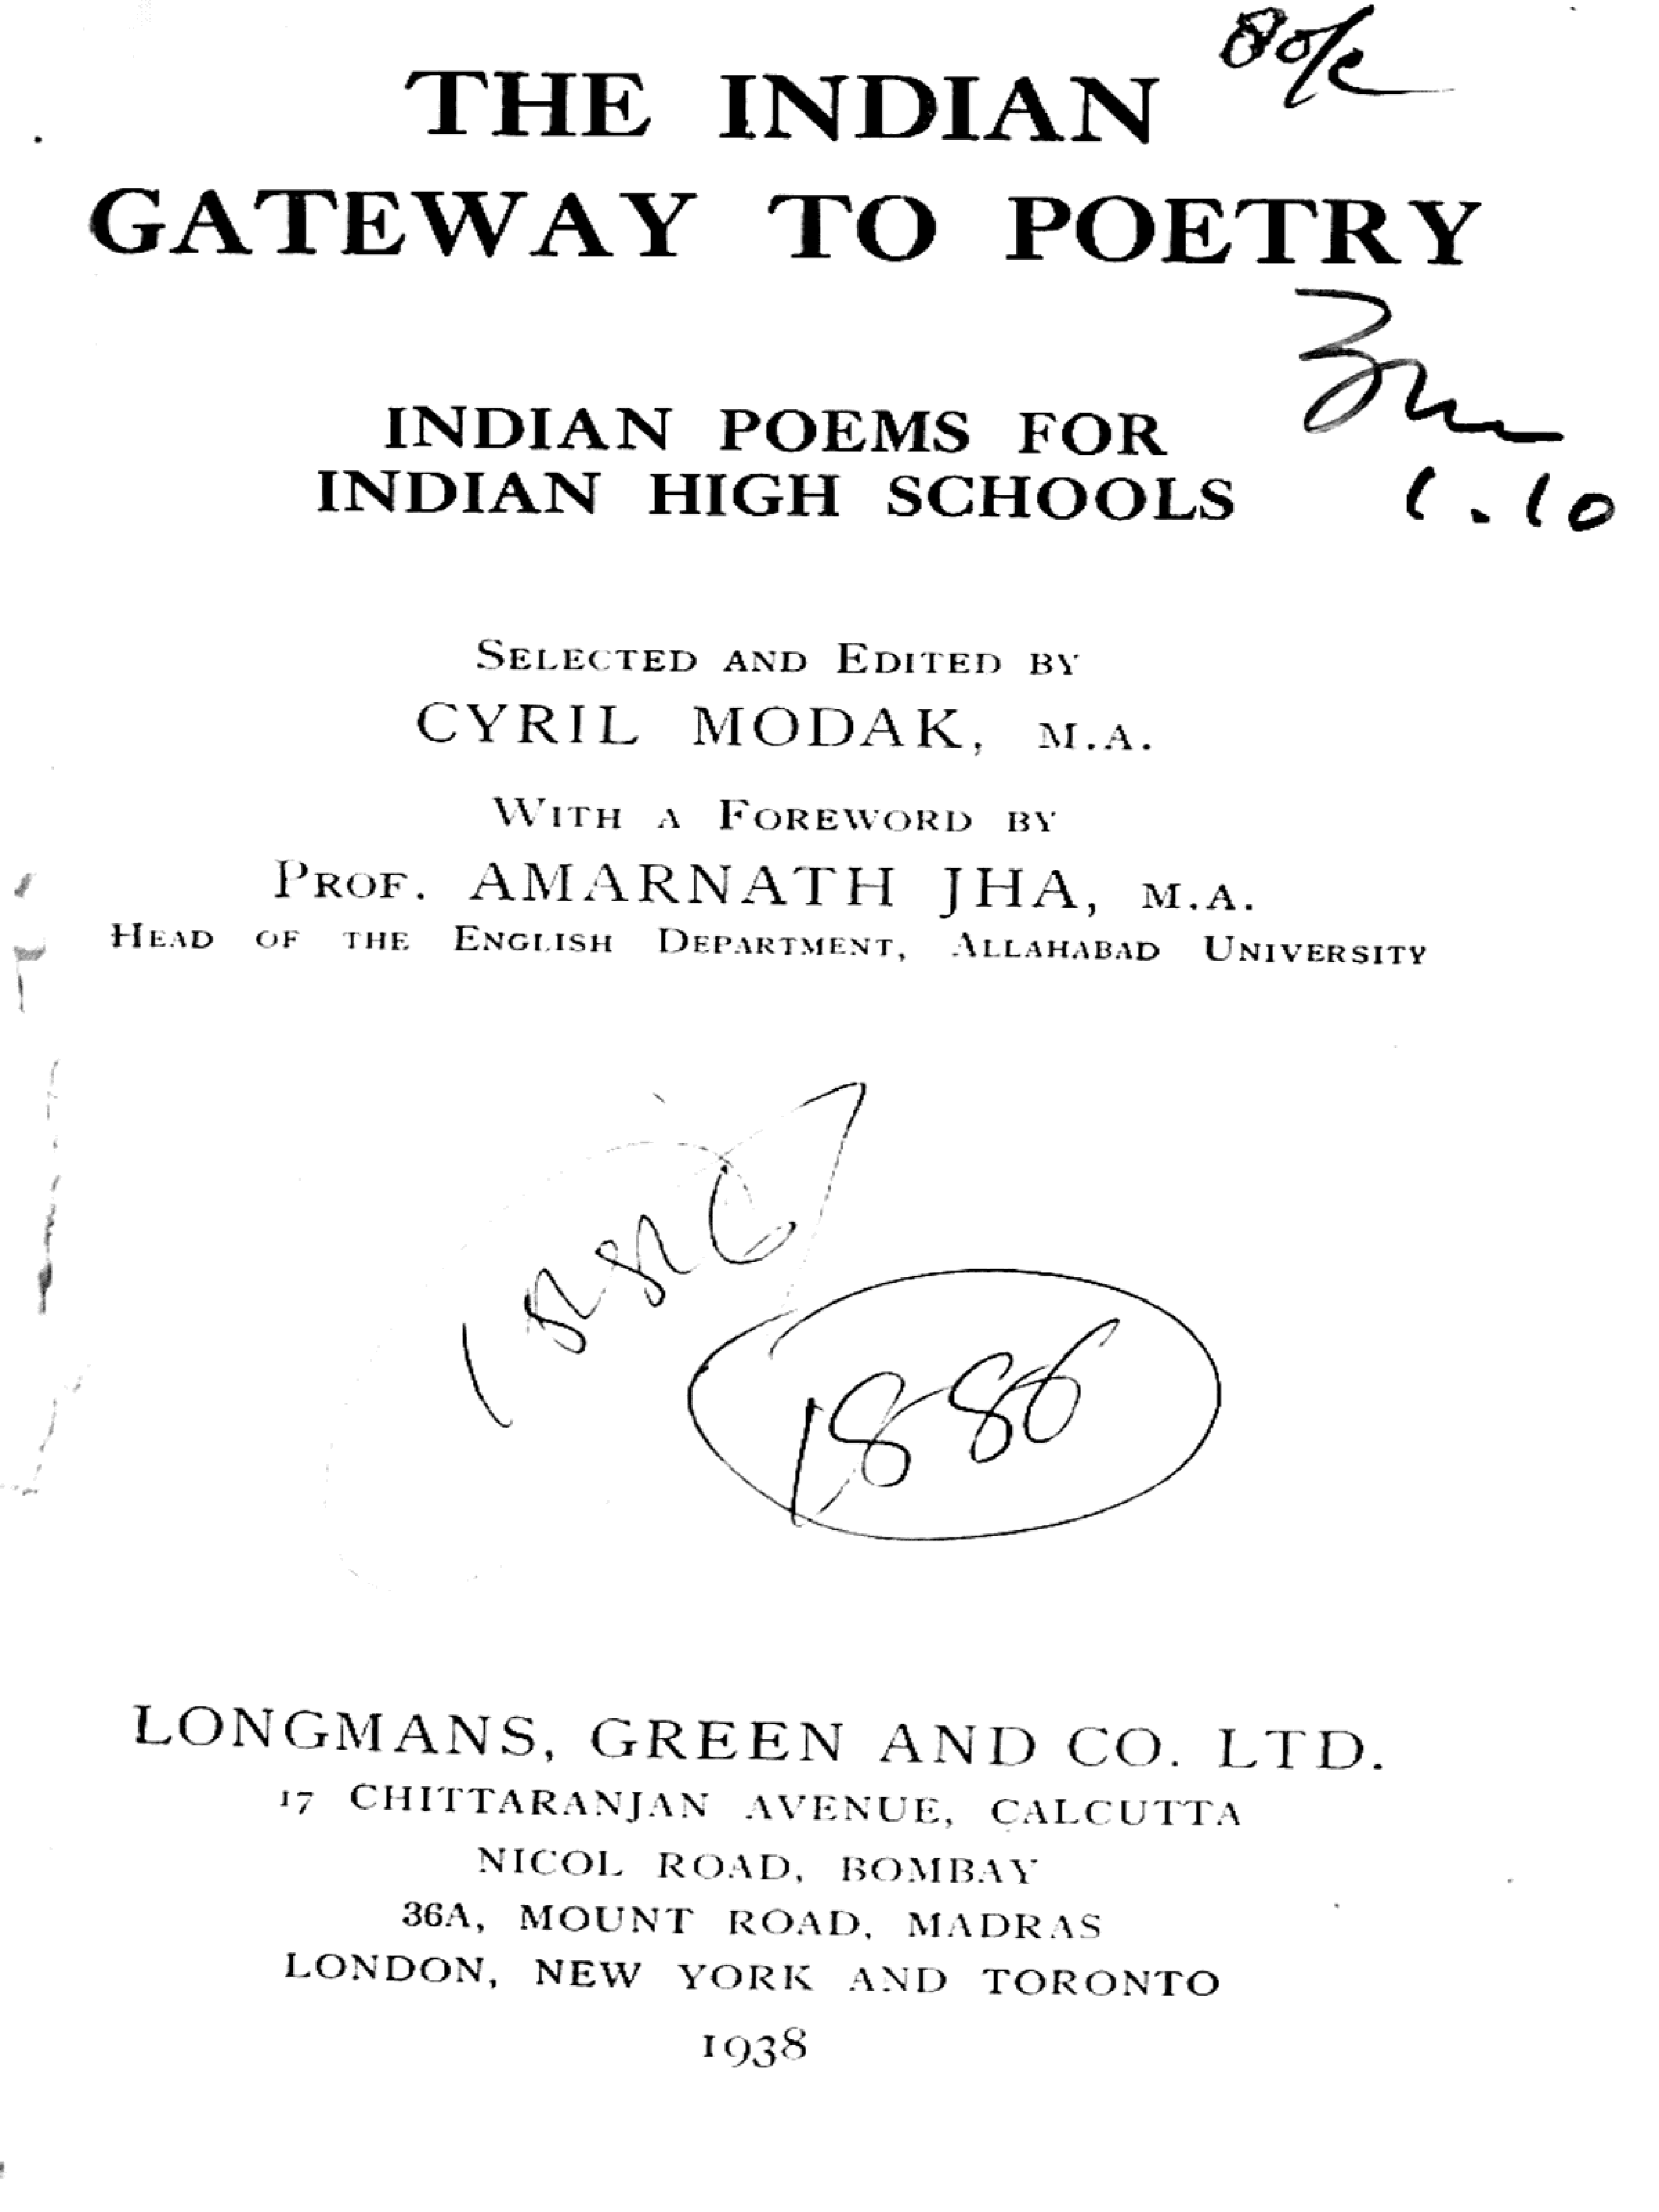 THE INDIAN
GATEWAY TO POETRY
INDIAN POEMS FOR
INDIAN HIGH SCHOOLS
1.10
SELECTED AND EDITED BY
CYRIL MODAK, M.A.
WITH A FOREWORD BY
PROF. AMARNATH JHA, M.A.
HEAD OF THE ENGLISH DEPARTMENT, ALLAHABAD UNIVERSITY
1886
LONGMANS, GREEN AND CO. LTD.
17 CHITTARANJAN AVENUE, CALCUTTA
NICOL ROAD, BOMBAY
36A, MOUNT ROAD, MADRAS
LONDON, NEW YORK AND TORONTO
1938